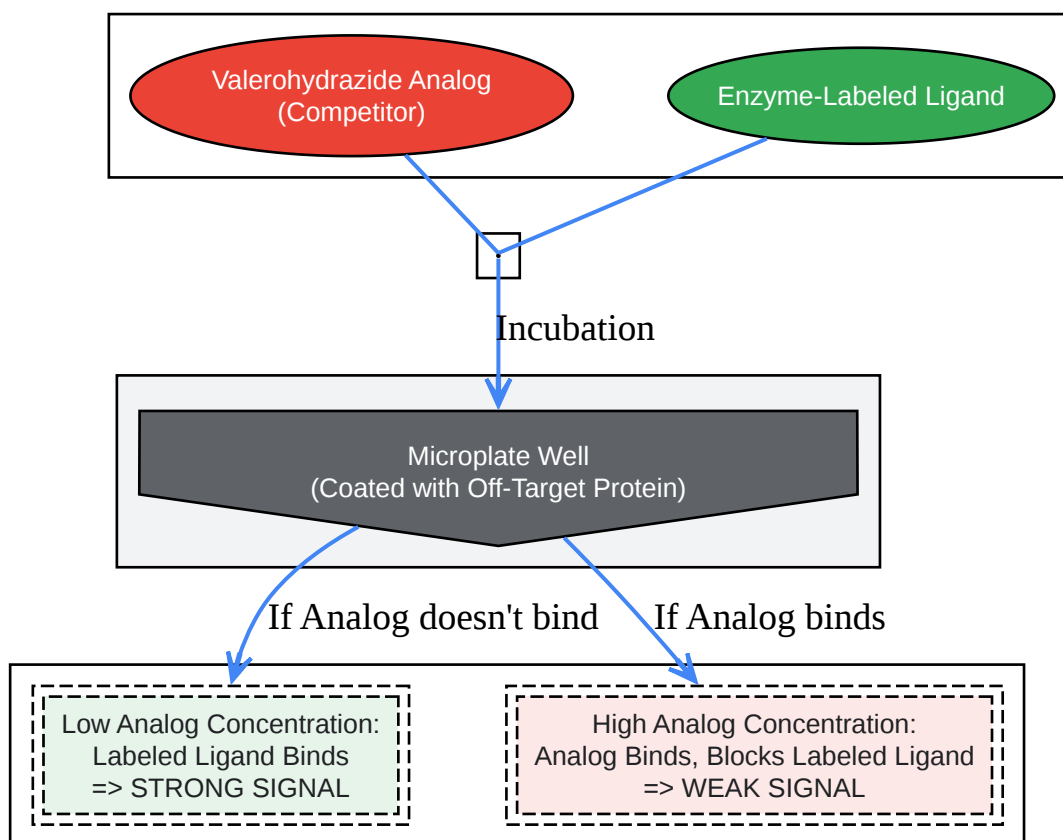 Valerohydrazide Analog
(Competitor)
Enzyme-Labeled Ligand
Incubation
Microplate Well
(Coated with Off-Target Protein)
If Analog doesn't bind
If Analog binds
Low Analog Concentration:
Labeled Ligand Binds
=> STRONG SIGNAL
High Analog Concentration:
Analog Binds, Blocks Labeled Ligand
=> WEAK SIGNAL